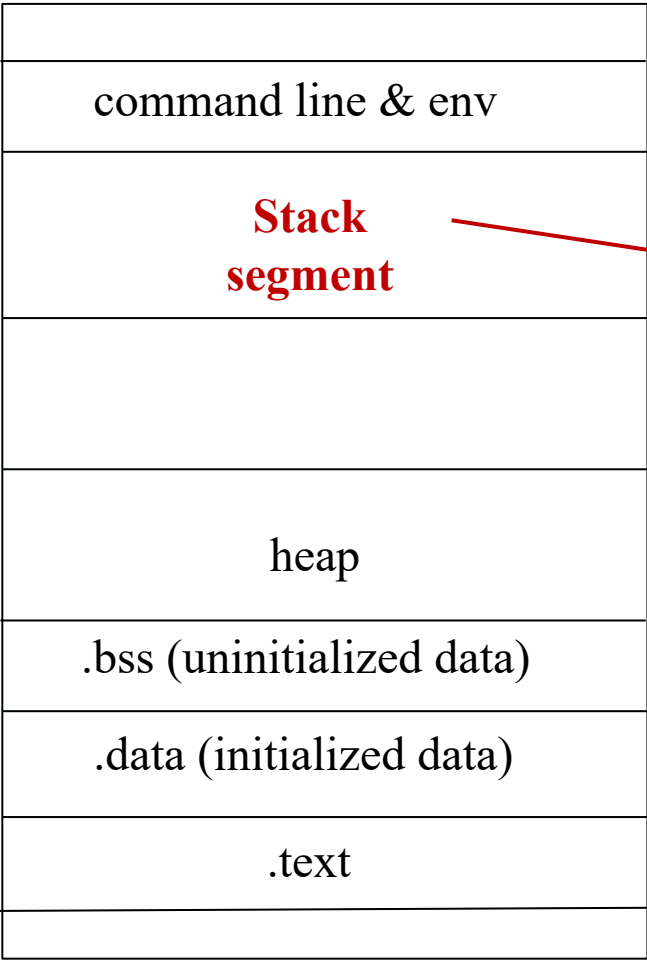 command line & env
Stack
segment
heap
.bss (uninitialized data)
.data (initialized data)
.text